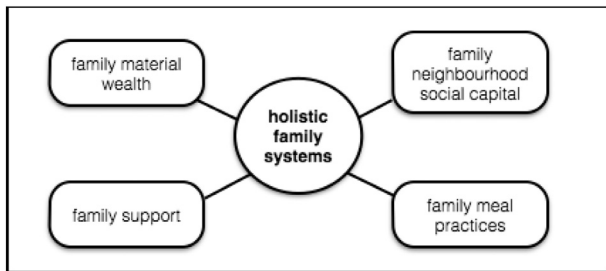 family material
wealth
family
neighbourhood
social capital
holistic
family
systems
family support
family meal
practices